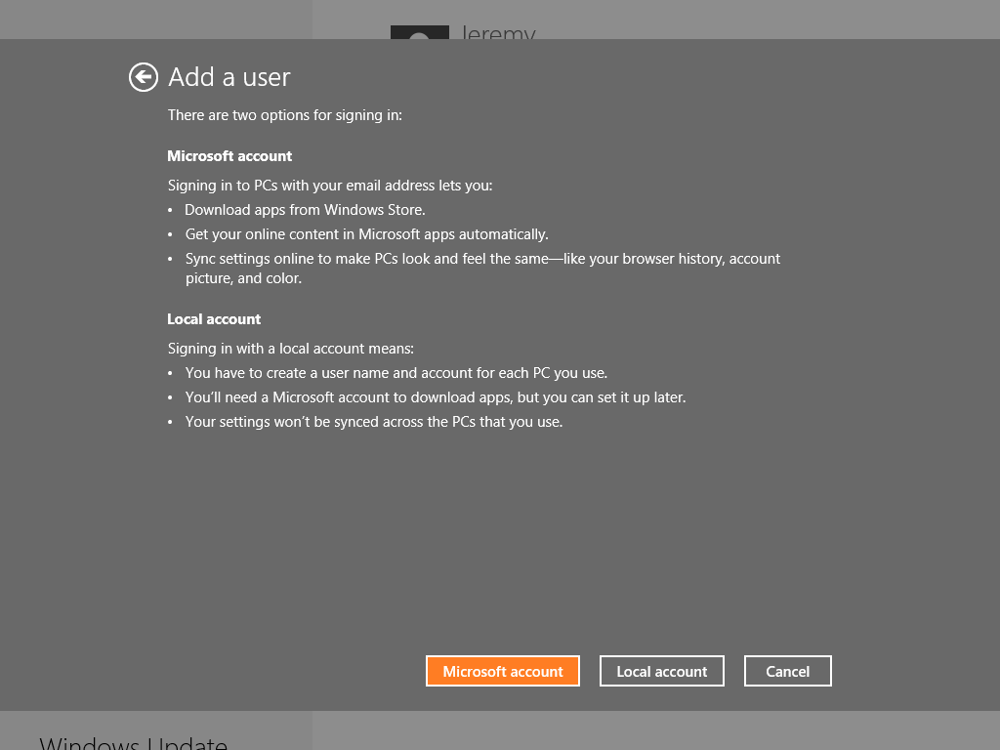 Jeremy
Add a user
There are two options for signing in:
Microsoft account
Signing in to PCs with your email address lets you:
• Download apps from Windows Store.
• Get your online content in Microsoft apps automatically.
• Sync settings online to make PCs look and feel the same—like your browser history, account
picture, and color.
Local account
Signing in with a local account means:
• You have to create a user name and account for each PC you use.
• You’ll need a Microsoft account to download apps, but you can set it up later.
• Your settings won’t be synced across the PCs that you use.
Microsoft account
Local account
Cancel
Windows Update